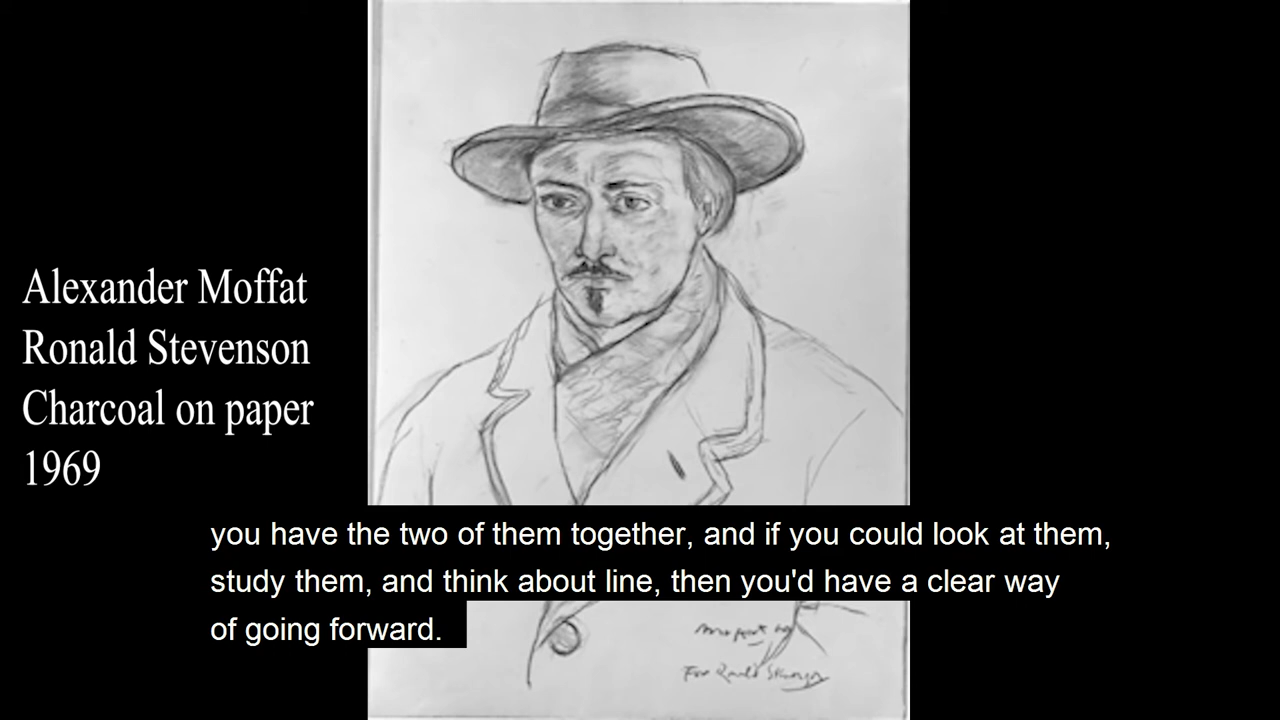 Alexander Moffat
Ronald Stevenson
Charcoal on paper
1969
you have the two of them together, and if you could look at them,
study them, and think about line, then you'd have a clear way
of going forward.
For Ronald Stevenson